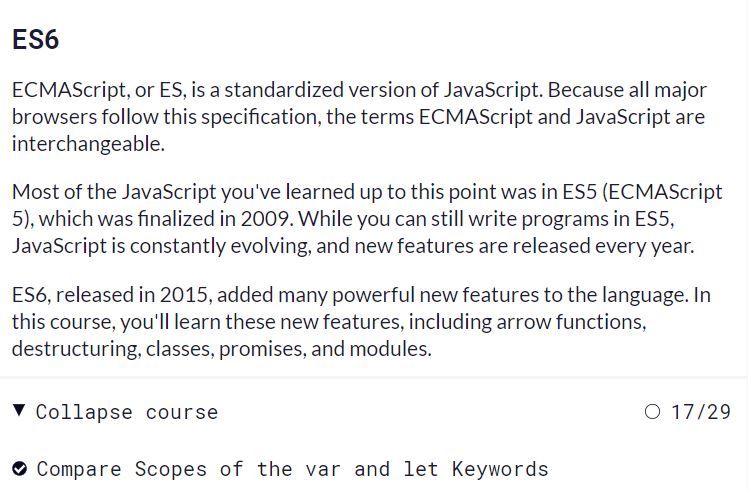 ES6
ECMAScript, or ES, is a standardized version of JavaScript. Because all major
browsers follow this specification, the terms ECMAScript and JavaScript are
interchangeable.
Most of the JavaScript you've learned up to this point was in ES5 (ECMAScript
5), which was finalized in 2009. While you can still write programs in ES5,
JavaScript is constantly evolving, and new features are released every year.
ES6, released in 2015, added many powerful new features to the language. In
this course, you'll learn these new features, including arrow functions,
destructuring, classes, promises, and modules.
Collapse course 17/29
Compare Scopes of the var and let Keywords